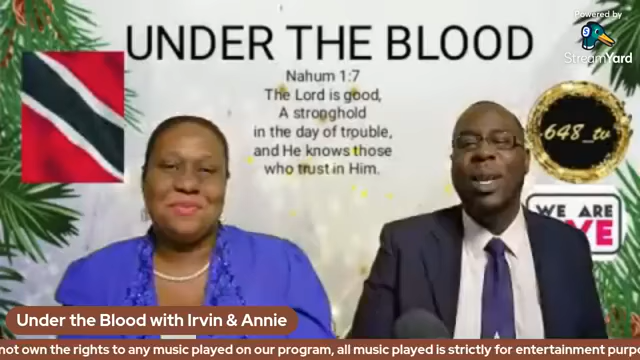 Powered by
StreamYard
UNDER THE BLOOD
Nahum 1:7
The Lord is good,
A stronghold
in the day of trouble,
and He knows those
who trust in Him.
648_tv
WE ARE
Under the Blood with Irvin & Annie
not own the rights to any music played on our program, all music played is strictly for entertainment purpo